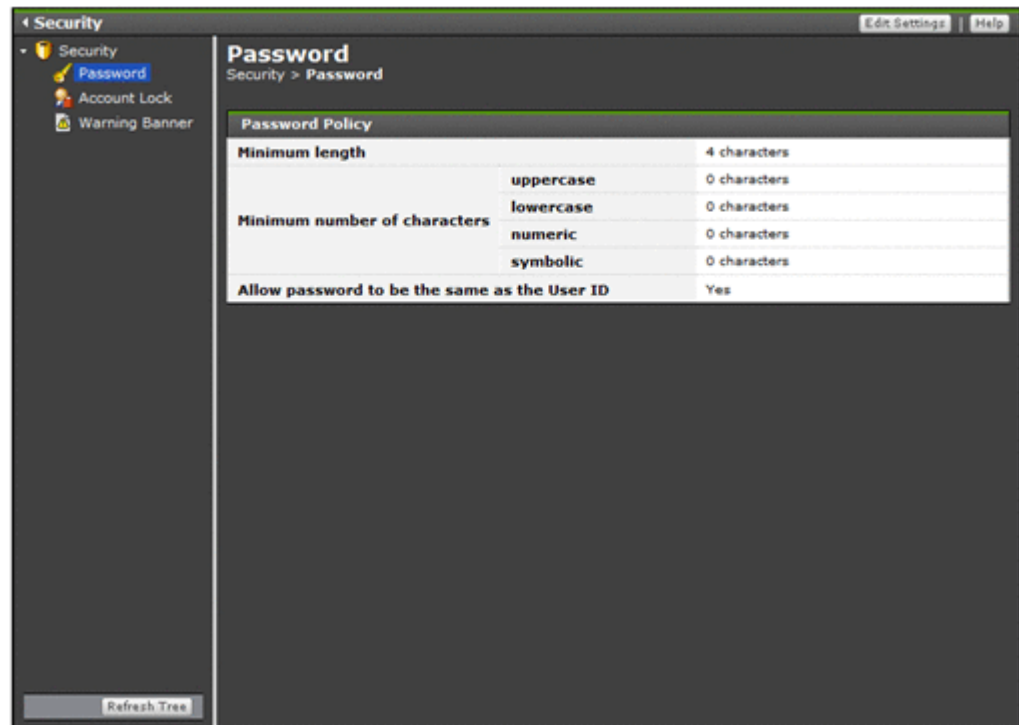 Security
Edit Settings | Help
Security
Password
Account Lock
Warning Banner
Password
Security > Password
Password Policy
Minimum length 4 characters
Minimum number of characters
uppercase 0 characters
lowercase 0 characters
numeric 0 characters
symbolic 0 characters
Allow password to be the same as the User ID Yes
Refresh Tree